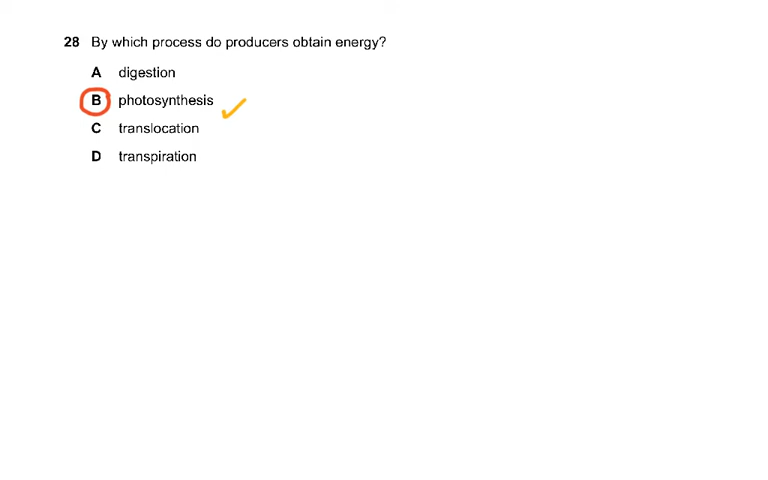 28 By which process do producers obtain energy?
A digestion
B photosynthesis
C translocation
D transpiration